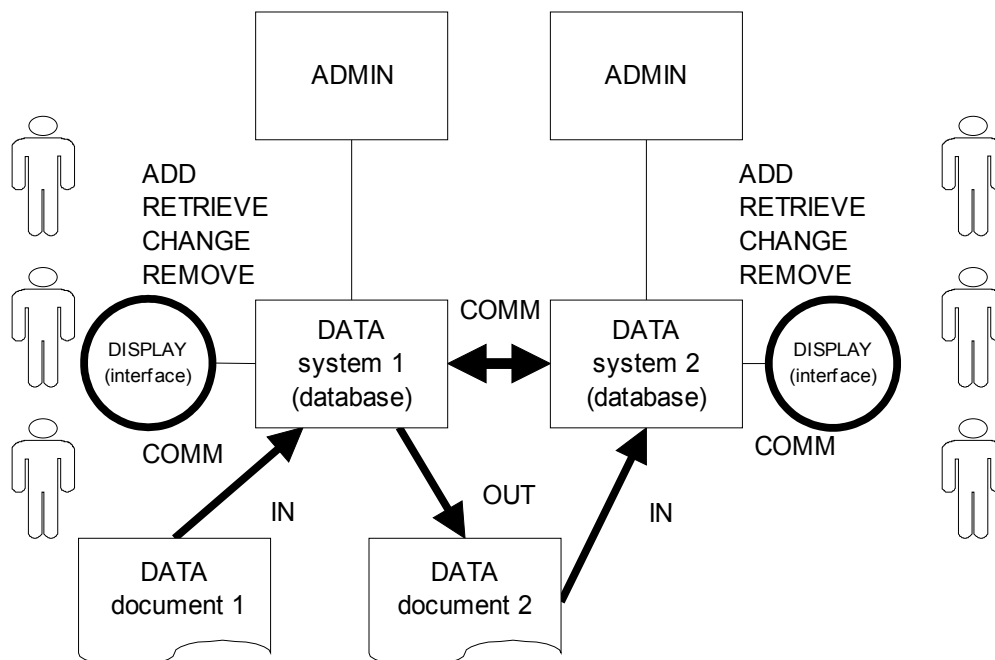 ADMIN
ADMIN
ADD
RETRIEVE
CHANGE
REMOVE
ADD
RETRIEVE
CHANGE
REMOVE
DISPLAY
(interface)
DATA
system 1
(database)
COMM
DATA
system 2
(database)
DISPLAY
(interface)
COMM
COMM
IN
OUT
IN
DATA
document 1
DATA
document 2